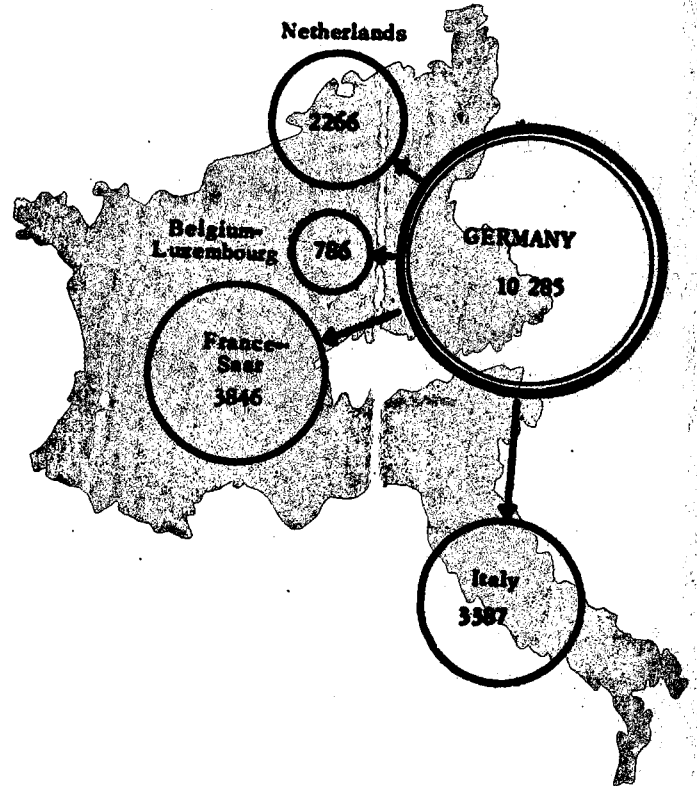 Netherlands
2266
Belgium-
Luxembourg
786
GERMANY
10 285
France-
Saar
3846
Italy
3387